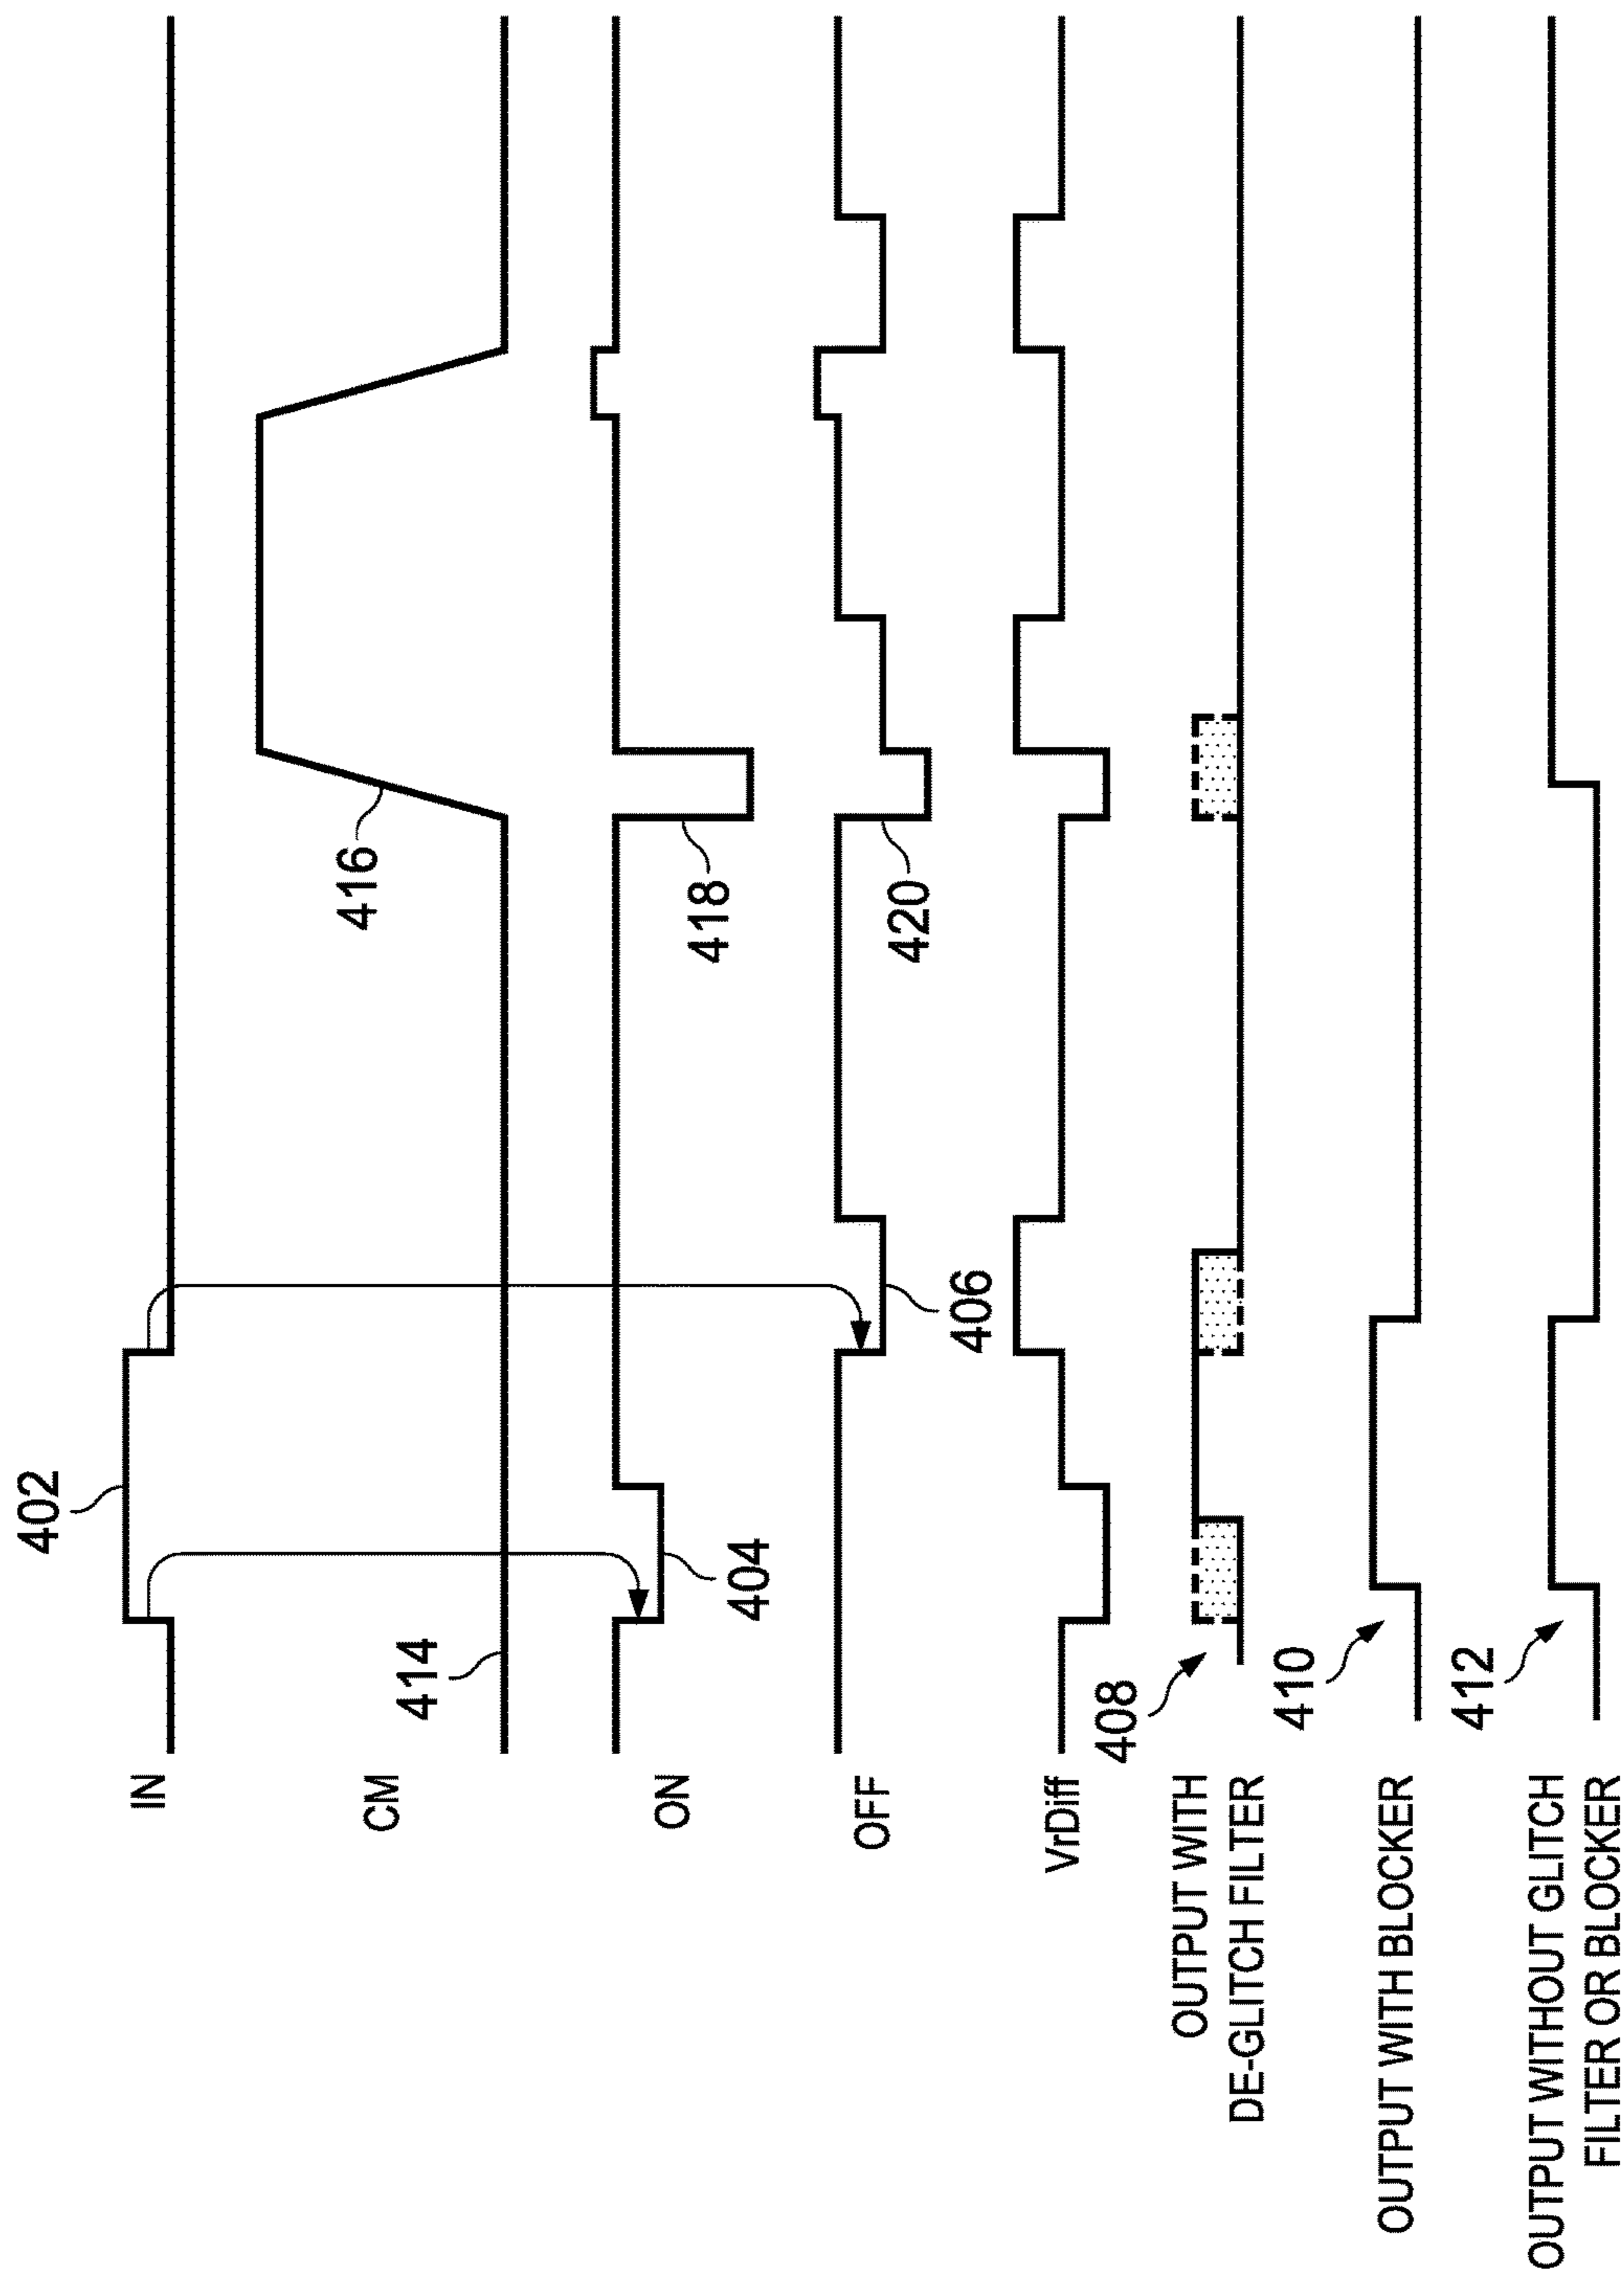 402
IN
416
CM
414
418
ON
404
420
OFF
406
VrDiff
408
OUTPUT WITH
DE-GLITCH FILTER
410
OUTPUT WITH BLOCKER
412
OUTPUT WITHOUT GLITCH
FILTER OR BLOCKER